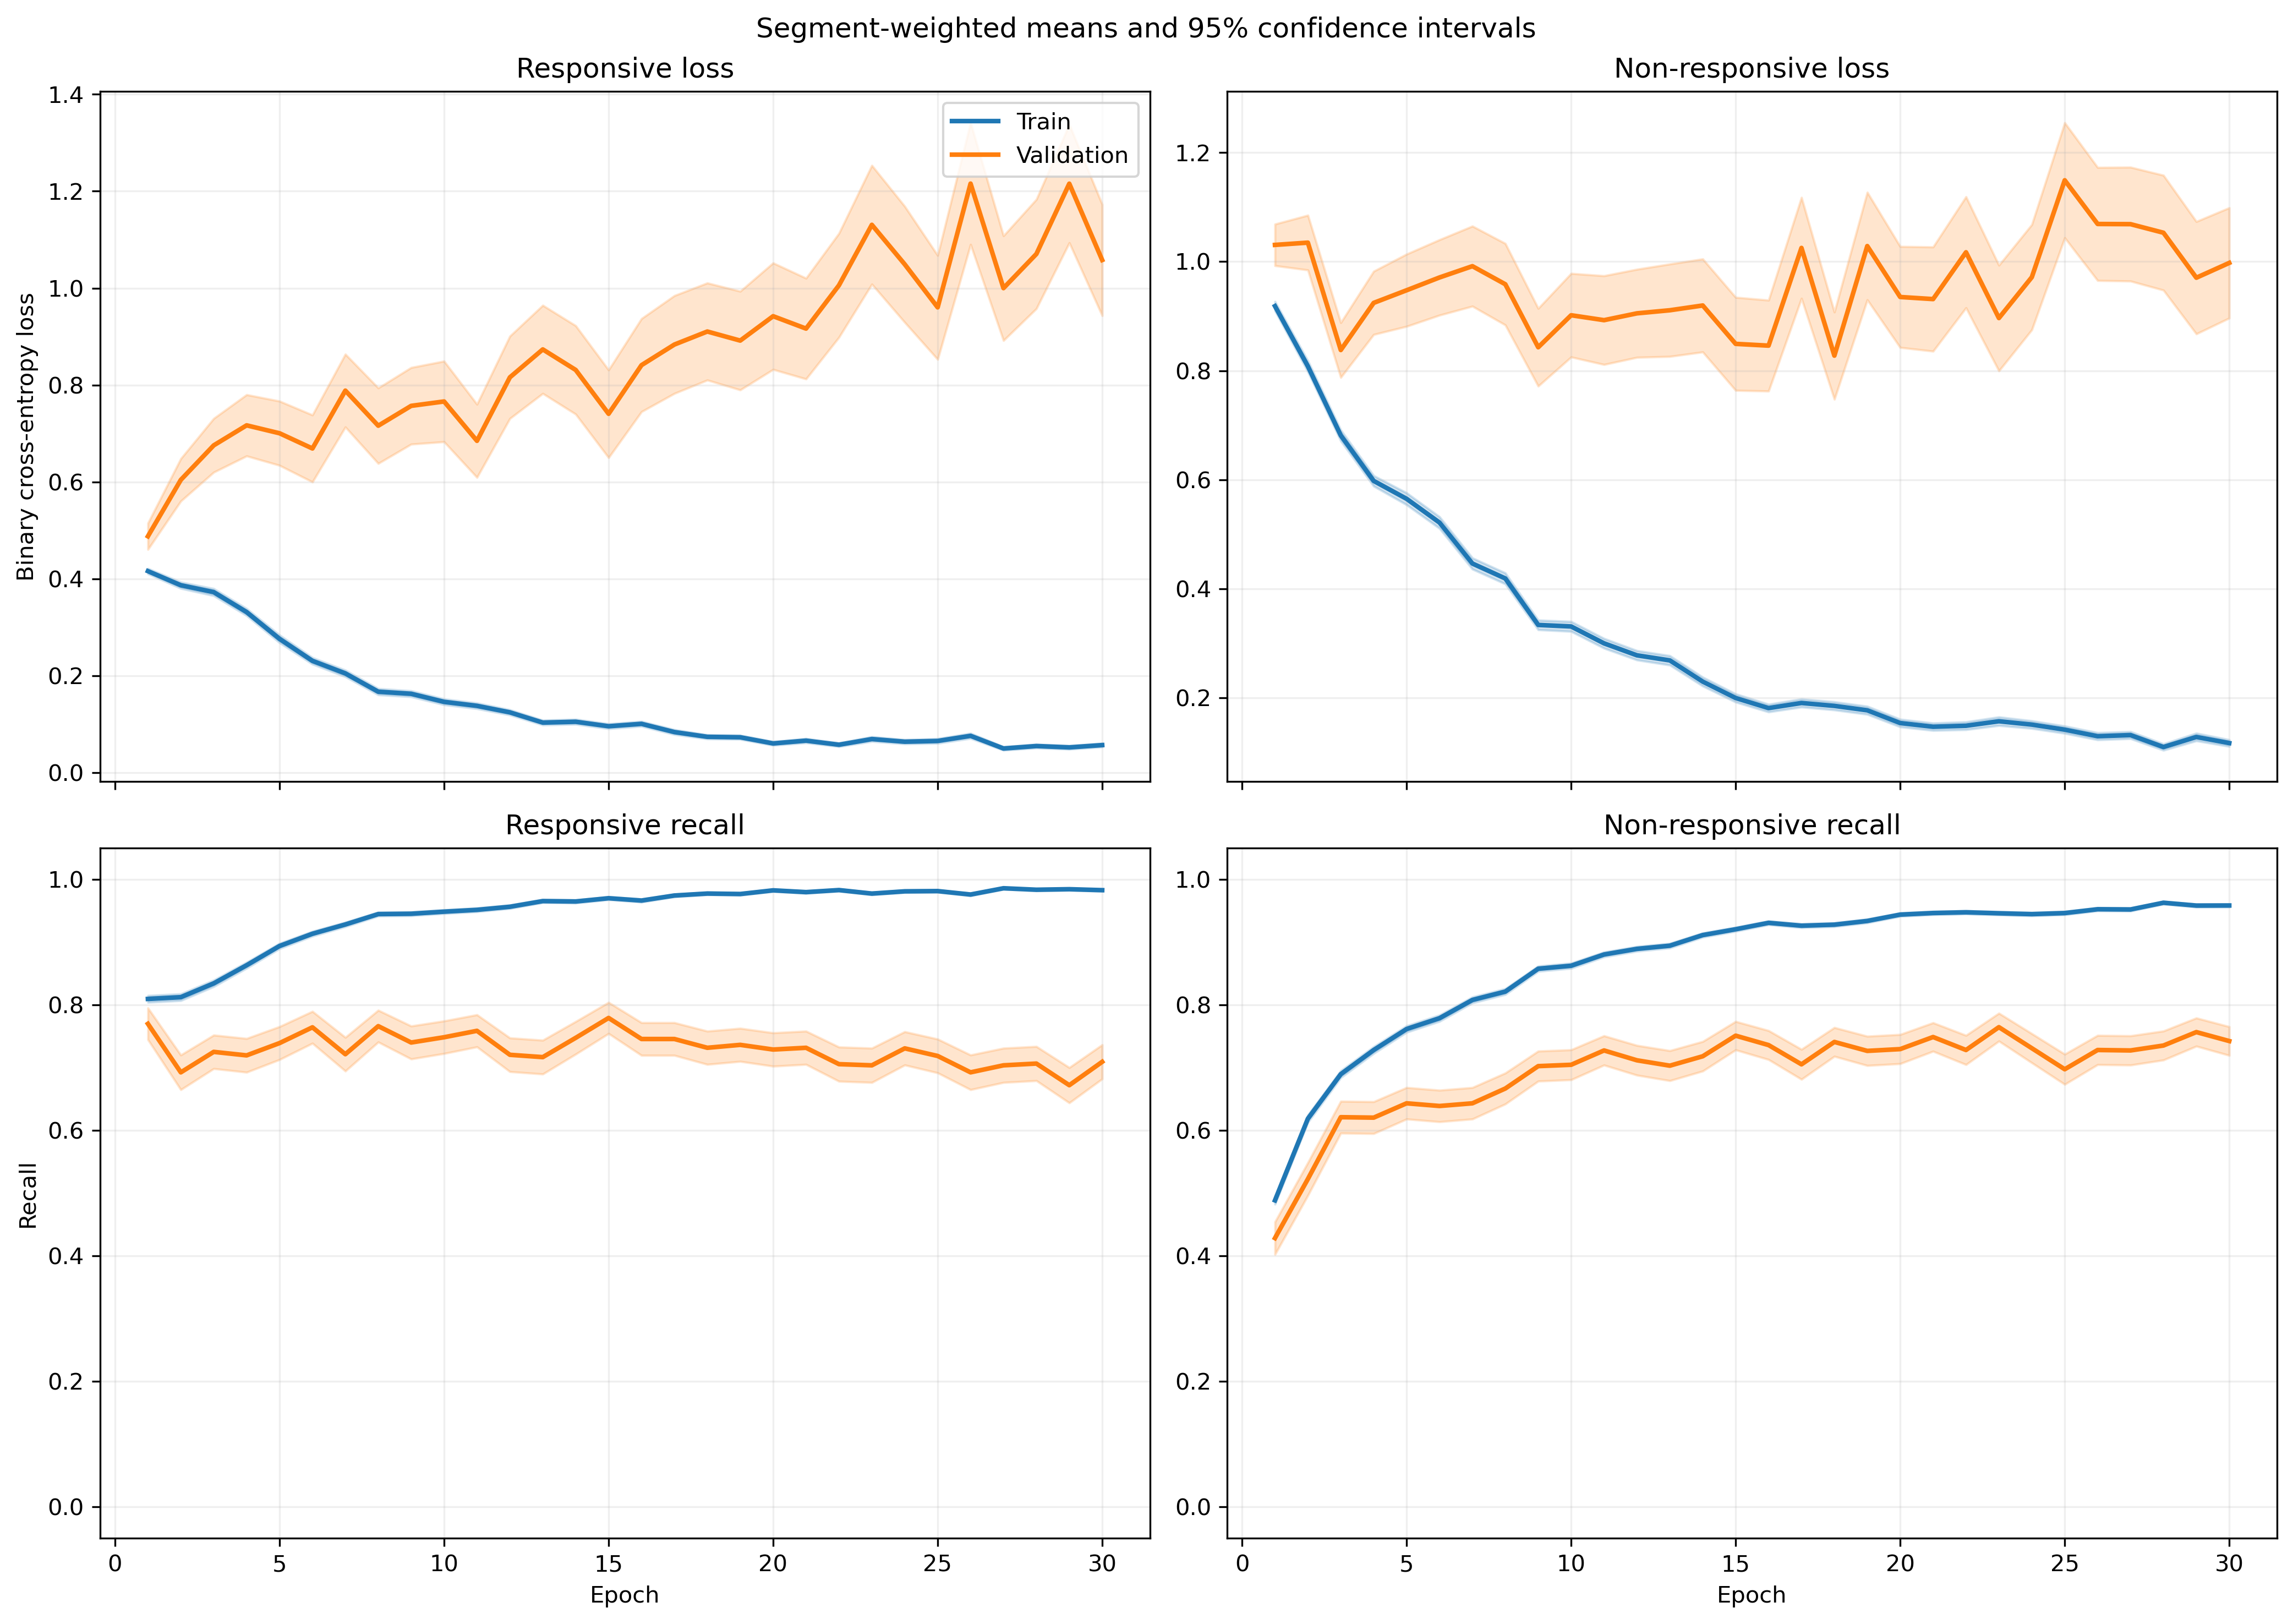 Segment-weighted means and 95% confidence intervals
Responsive loss
Non-responsive loss
Train
Validation
Binary cross-entropy loss
1.4
1.2
1.0
0.8
0.6
0.4
0.2
0.0
1.2
1.0
0.8
0.6
0.4
0.2
Responsive recall
Non-responsive recall
Recall
1.0
0.8
0.6
0.4
0.2
0.0
0 5 10 15 20 25 30
Epoch
1.0
0.8
0.6
0.4
0.2
0.0
0 5 10 15 20 25 30
Epoch